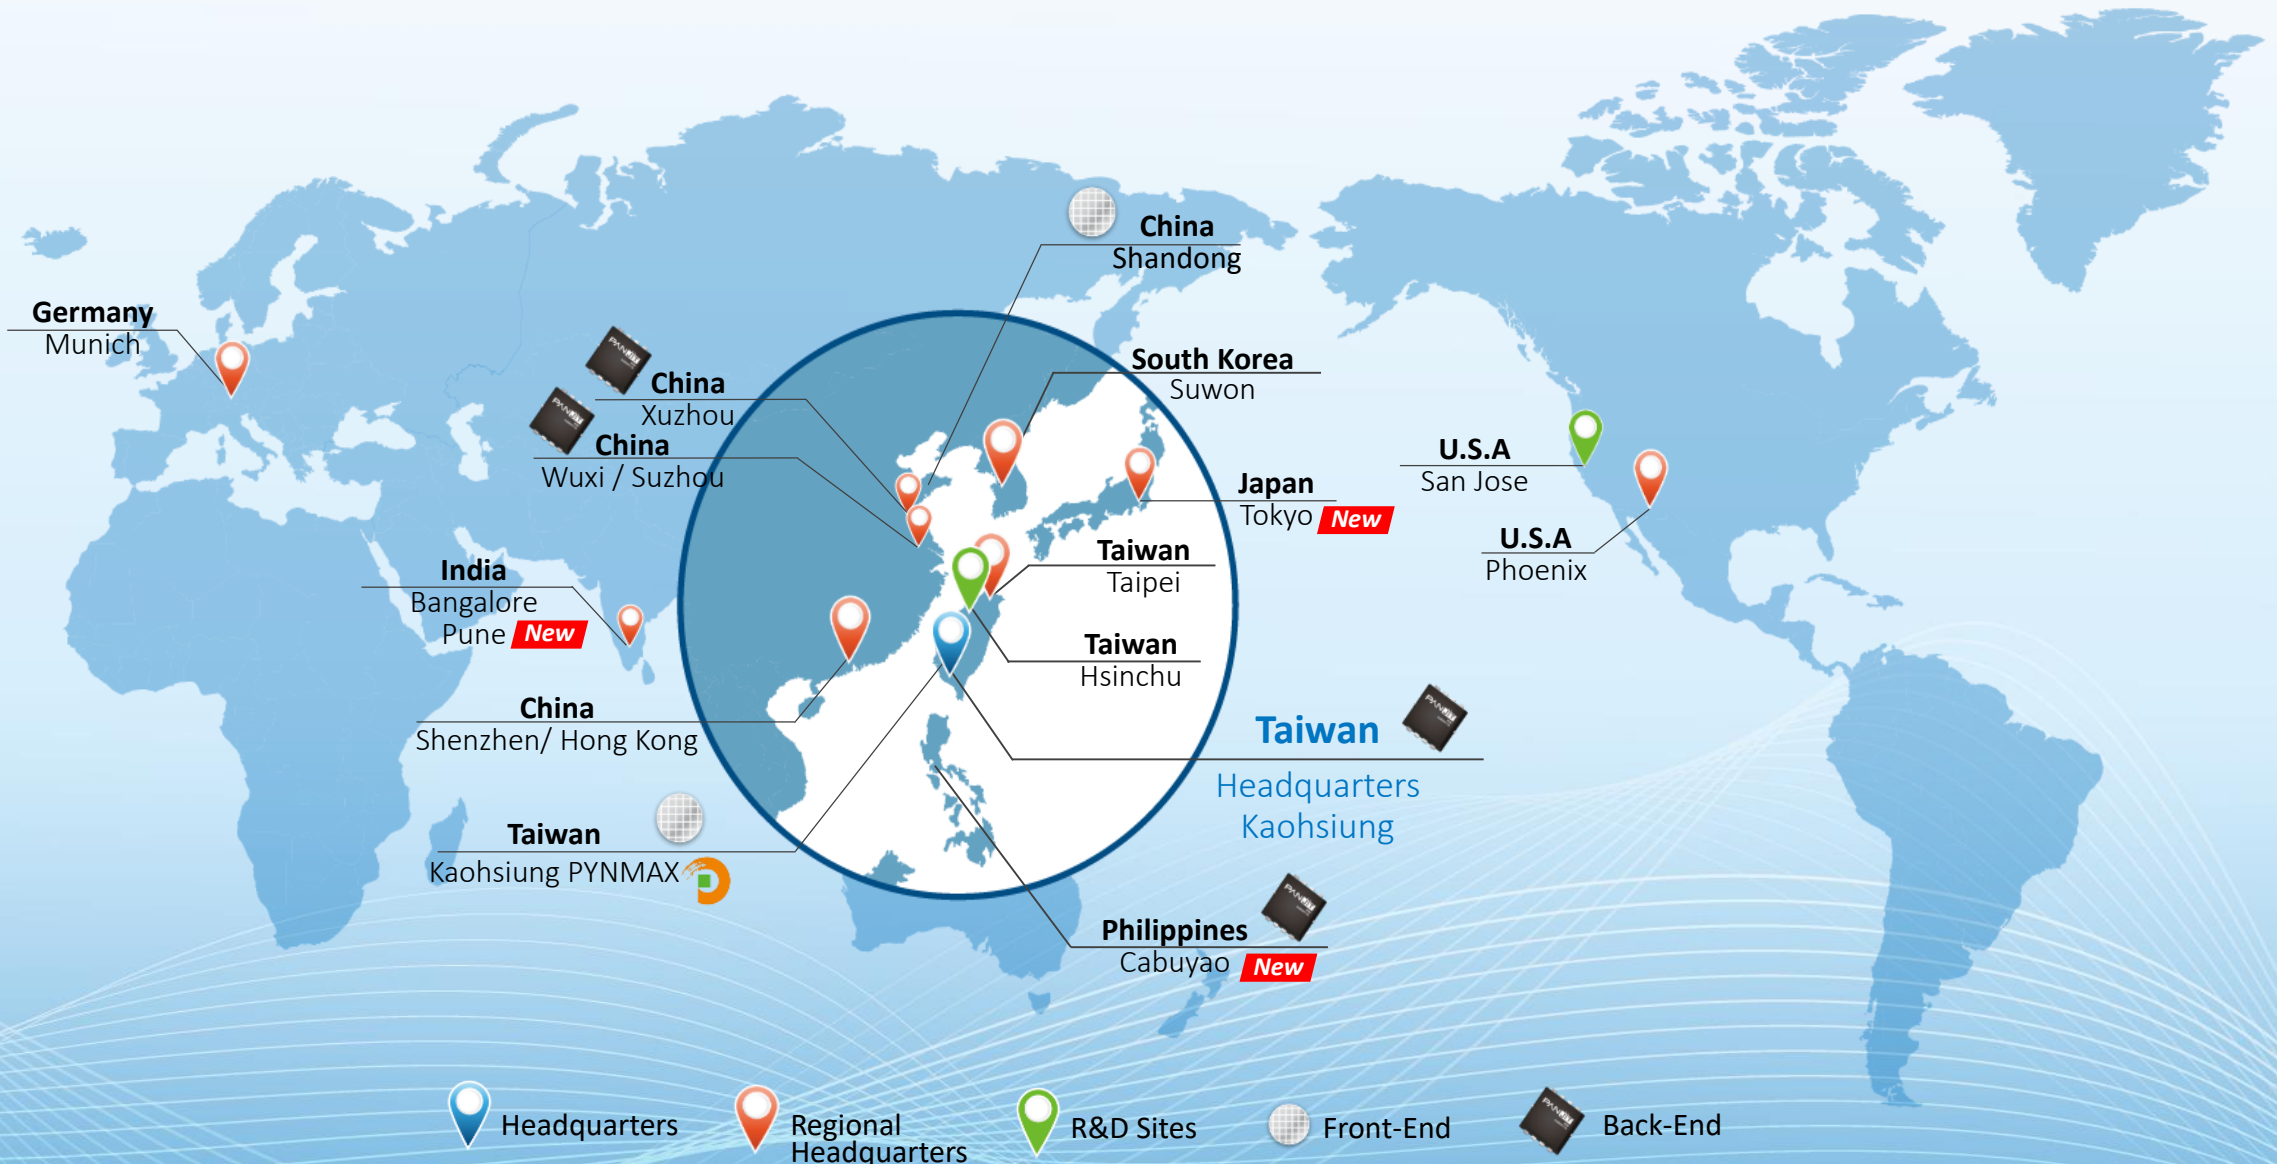 China
Shandong
Germany
Munich
China
Xuzhou
China
Wuxi / Suzhou
South Korea
Suwon
Japan
Tokyo New
U.S.A
San Jose
U.S.A
Phoenix
Taiwan
Taipei
India
Bangalore
Pune New
Taiwan
Hsinchu
China
Shenzhen/ Hong Kong
Taiwan
Headquarters
Kaohsiung
Taiwan
Kaohsiung PYNMAX
Philippines
Cabuyao New
Headquarters
Regional
Headquarters
R&D Sites
Front-End
Back-End